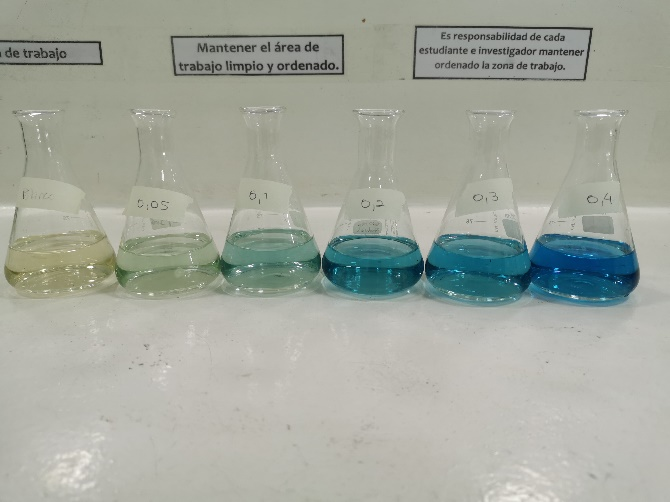 de trabajo
Mantener el área de
trabajo limpio y ordenado.
Es responsabilidad de cada
estudiante e investigador mantener
ordenado la zona de trabajo.
0,05
0,1
0,2
0,3
0,4